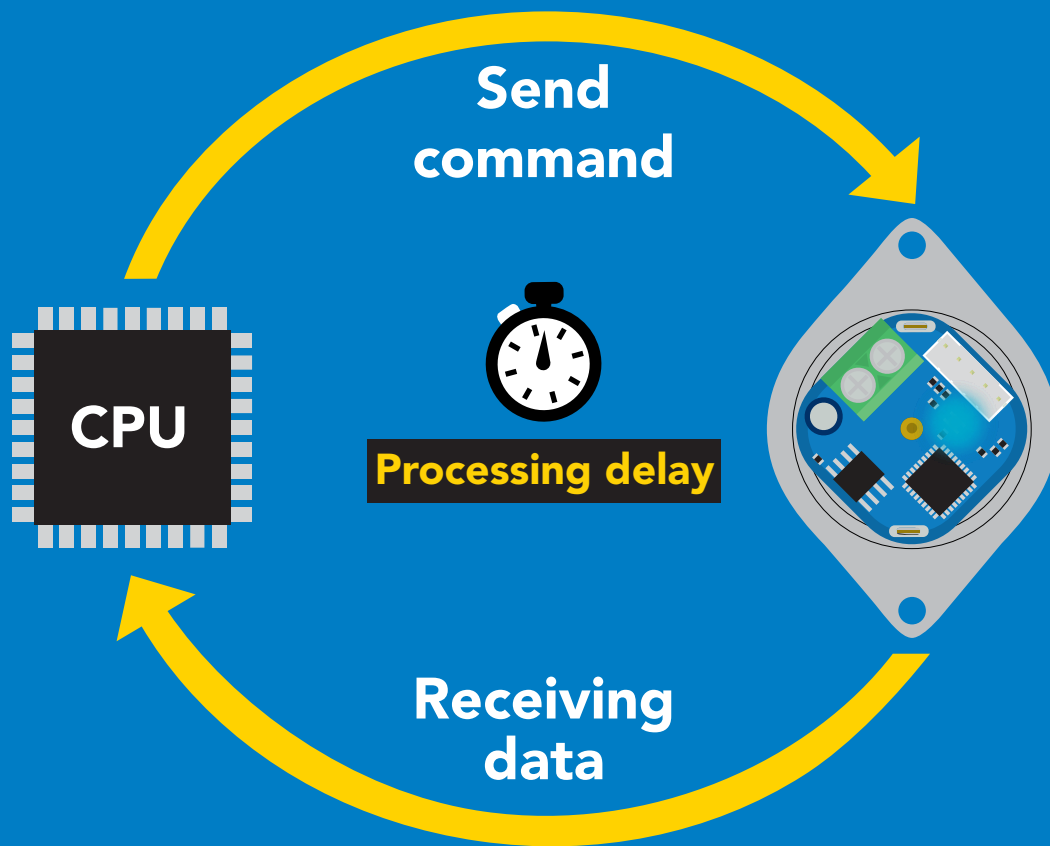 Send
command
CPU
Processing delay
Receiving
data